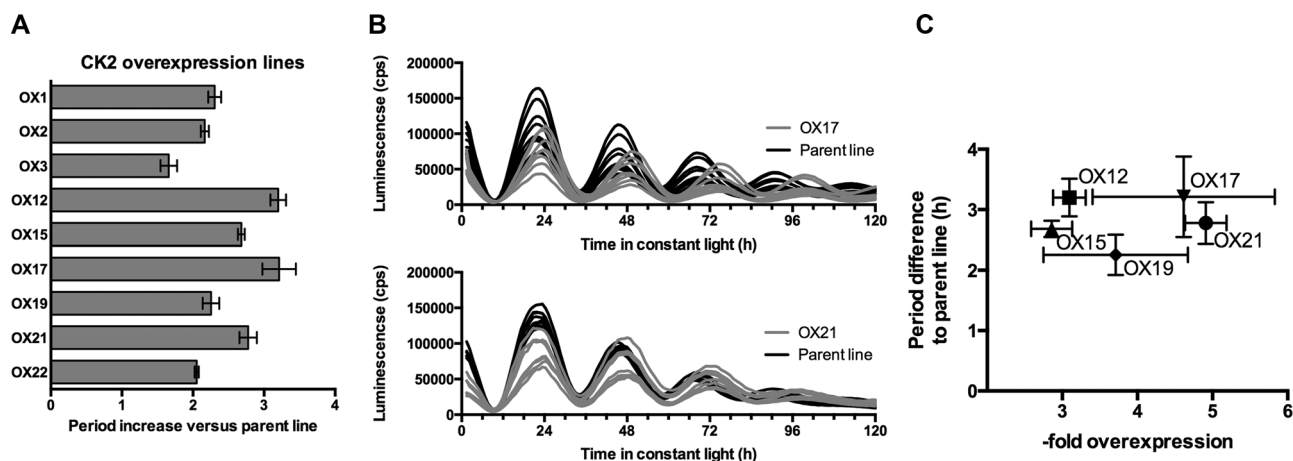 A
CK2 overexpression lines
OX1
OX2
OX3
OX12
OX15
OX17
OX19
OX21
OX22
0 1 2 3 4
Period increase versus parent line
B
Luminescencse (cps)
200000
150000
100000
50000
0
OX17
Parent line
0 24 48 72 96 120
Time in constant light (h)
Luminescencse (cps)
200000
150000
100000
50000
0
OX21
Parent line
0 24 48 72 96 120
Time in constant light (h)
C
Period difference
to parent line (h)
4
3
2
1
0
OX12
OX17
OX15
OX21
OX19
3 4 5 6
-fold overexpression